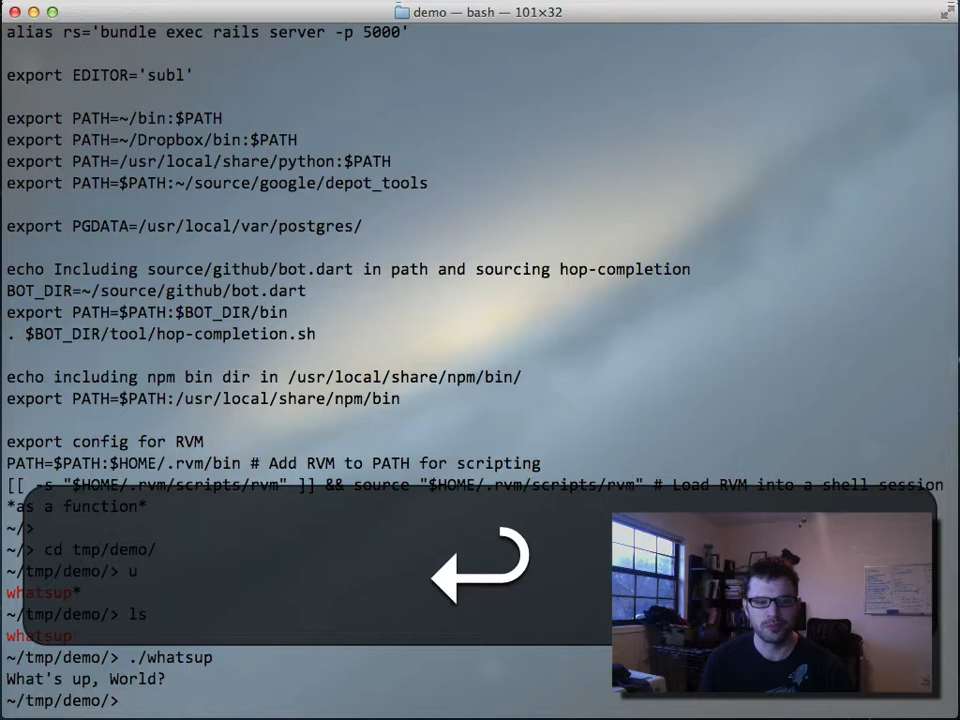 demo — bash — 101×32
alias rs='bundle exec rails server -p 5000'
export EDITOR='subl'
export PATH=~/bin:$PATH
export PATH=~/Dropbox/bin:$PATH
export PATH=/usr/local/share/python:$PATH
export PATH=$PATH:~/source/google/depot_tools
export PGDATA=/usr/local/var/postgres/
echo Including source/github/bot.dart in path and sourcing hop-completion
BOT_DIR=~/source/github/bot.dart
export PATH=$PATH:$BOT_DIR/bin
. $BOT_DIR/tool/hop-completion.sh
echo including npm bin dir in /usr/local/share/npm/bin/
export PATH=$PATH:/usr/local/share/npm/bin
export config for RVM
PATH=$PATH:$HOME/.rvm/bin # Add RVM to PATH for scripting
[[ -s "$HOME/.rvm/scripts/rvm" ]] && source "$HOME/.rvm/scripts/rvm" # Load RVM into a shell session
*as a function*
~/>
~/> cd tmp/demo/
~/tmp/demo/> u
whatsup*
~/tmp/demo/> ls
whatsup
~/tmp/demo/> ./whatsup
What's up, World?
~/tmp/demo/>